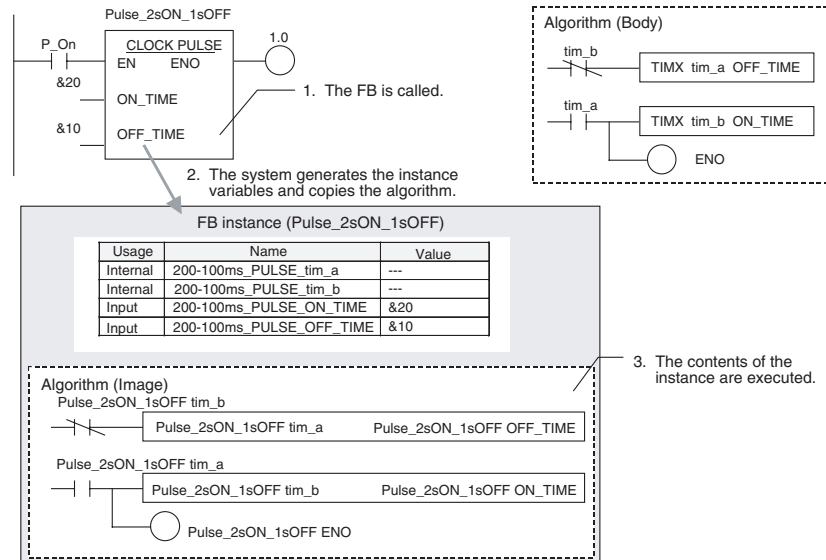 Pulse_2sON_1sOFF
P_On
CLOCK PULSE
EN ENO
1.0
&20
ON_TIME
&10
OFF_TIME
1. The FB is called.
Algorithm (Body)
tim_b
TIMX tim_a OFF_TIME
tim_a
TIMX tim_b ON_TIME
ENO
2. The system generates the instance
variables and copies the algorithm.
FB instance (Pulse_2sON_1sOFF)
Usage Name Value
Internal 200-100ms_PULSE_tim_a ---
Internal 200-100ms_PULSE_tim_b ---
Input 200-100ms_PULSE_ON_TIME &20
Input 200-100ms_PULSE_OFF_TIME &10
3. The contents of the
instance are executed.
Algorithm (Image)
Pulse_2sON_1sOFF tim_b
Pulse_2sON_1sOFF tim_a Pulse_2sON_1sOFF OFF_TIME
Pulse_2sON_1sOFF tim_a
Pulse_2sON_1sOFF tim_b Pulse_2sON_1sOFF ON_TIME
Pulse_2sON_1sOFF ENO